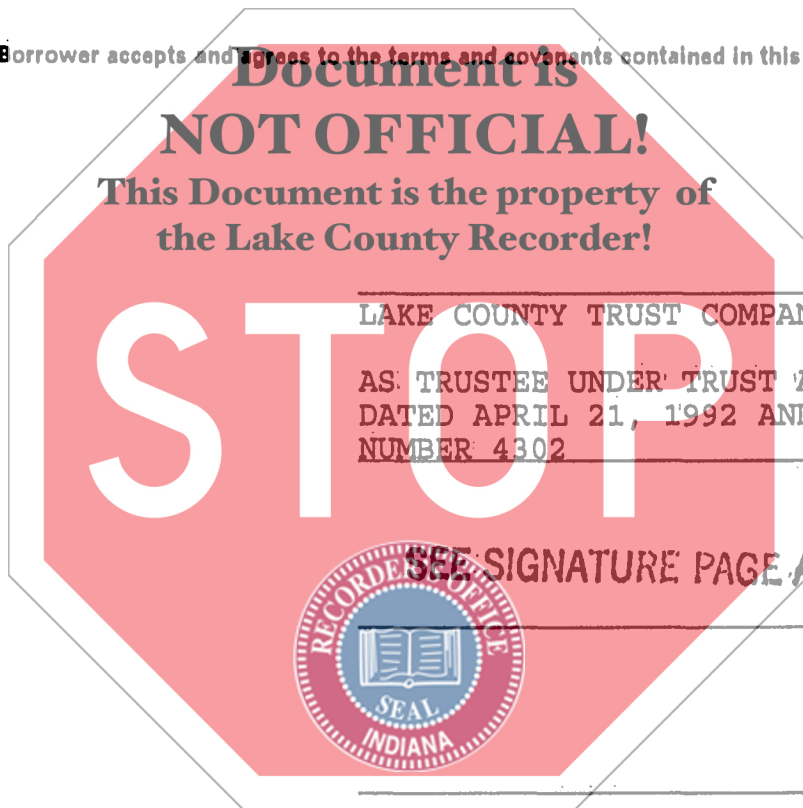 Borrower accepts and agrees to the terms and covenants contained in this
Document is
NOT OFFICIAL!
This Document is the property of
the Lake County Recorder!
LAKE COUNTY TRUST
AS TRUSTEE UNDER TRUST
DATED APRIL 21, 1992
NUMBER 4302
STOP
SEE SIGNATURE PAGE
RECORDER'S OFFICE
SEAL
INDIANA